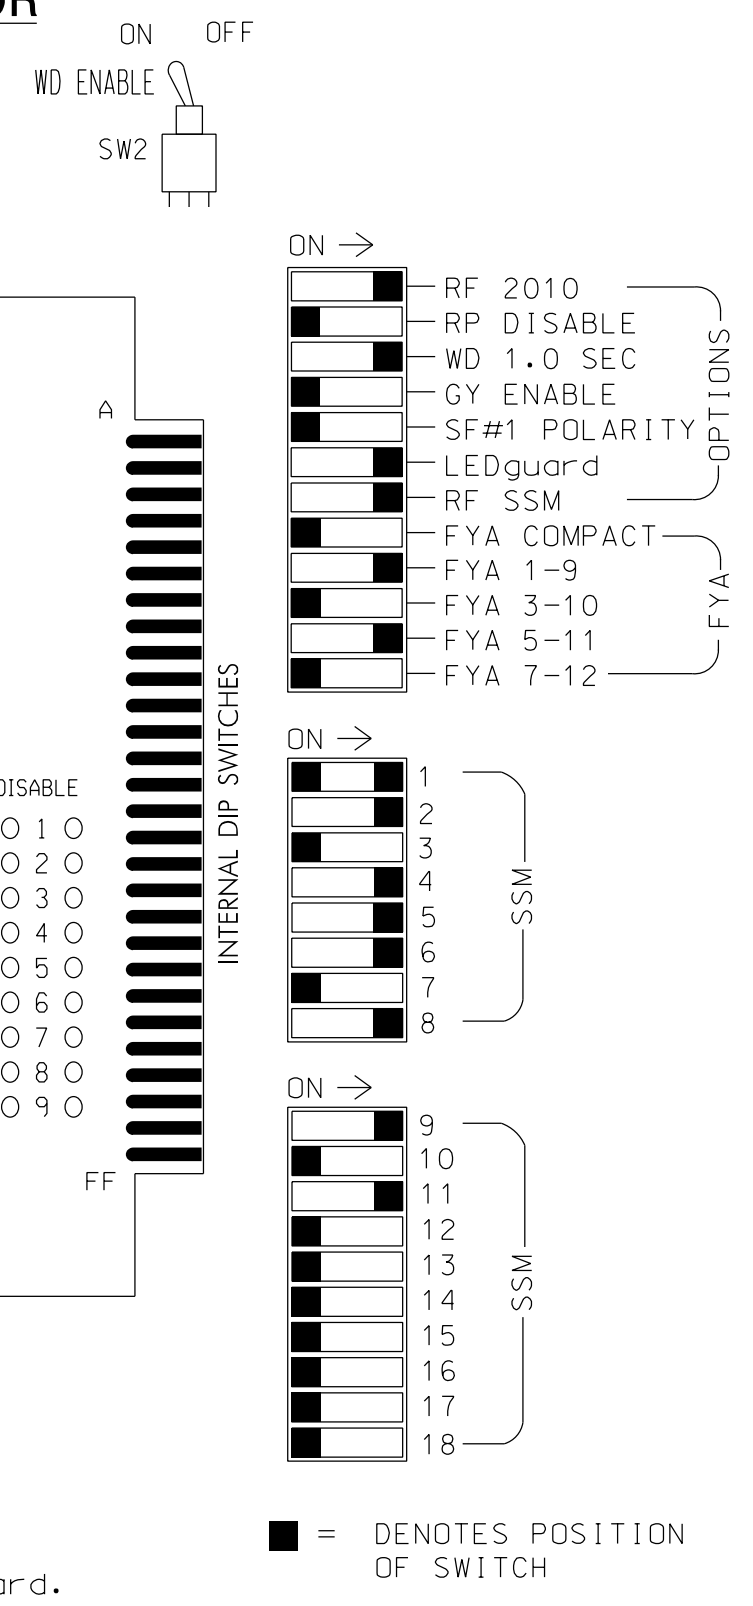 OR
ON OFF
WD ENABLE
SW2
ON
RF 2010
RP DISABLE
WD 1.0 SEC
GY ENABLE
SF#1 POLARITY
LEDguard
RF SSM
OPTIONS
FYA COMPACT
FYA 1-9
FYA 3-10
FYA 5-11
FYA 7-12
FYA
A
FF
INTERNAL DIP SWITCHES
DISABLE
1
2
3
4
5
6
7
8
9
ON
1
2
3
4
5
6
7
8
SSM
ON
9
10
11
12
13
14
15
16
17
18
SSM
= DENOTES POSITION
OF SWITCH
ard.